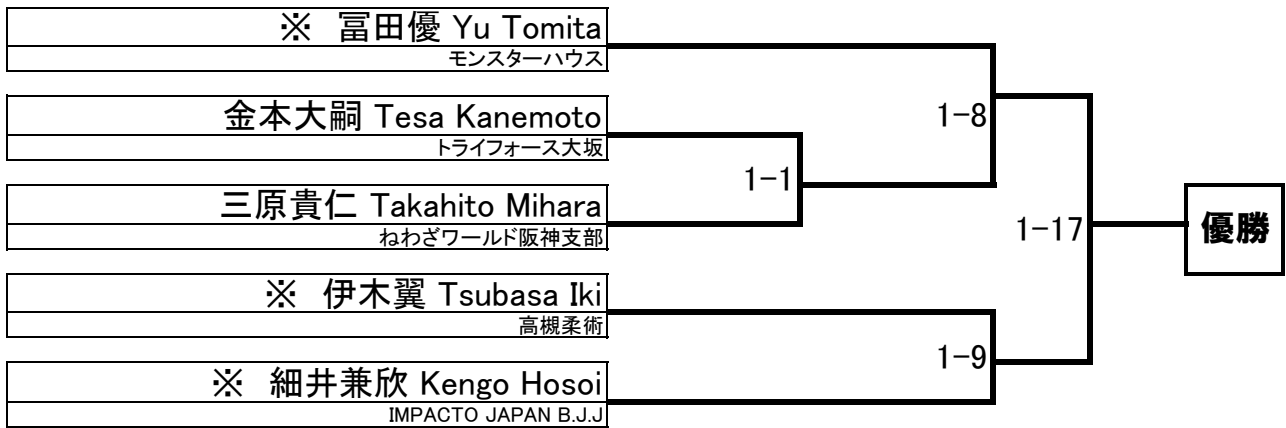 ※ 冨田優 Yu Tomita
モンスターハウス
金本大嗣 Tesa Kanemoto
トライフォース大坂
三原貴仁 Takahito Mihara
ねわざワールド阪神支部
※ 伊木翼 Tsubasa Iki
高槻柔術
※ 細井兼欣 Kengo Hosoi
IMPACTO JAPAN B.J.J
1-8
1-1
1-17
優勝
1-9